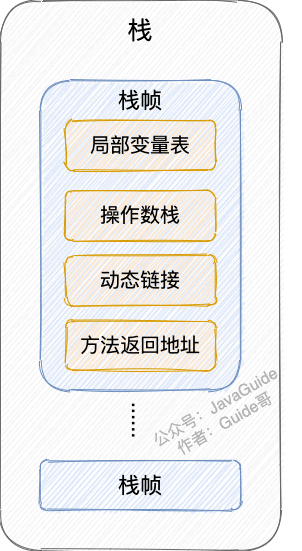 栈
栈帧
局部变量表
操作数栈
动态链接
方法返回地址
......
公众号：JavaGuide
作者：Guide哥
栈帧